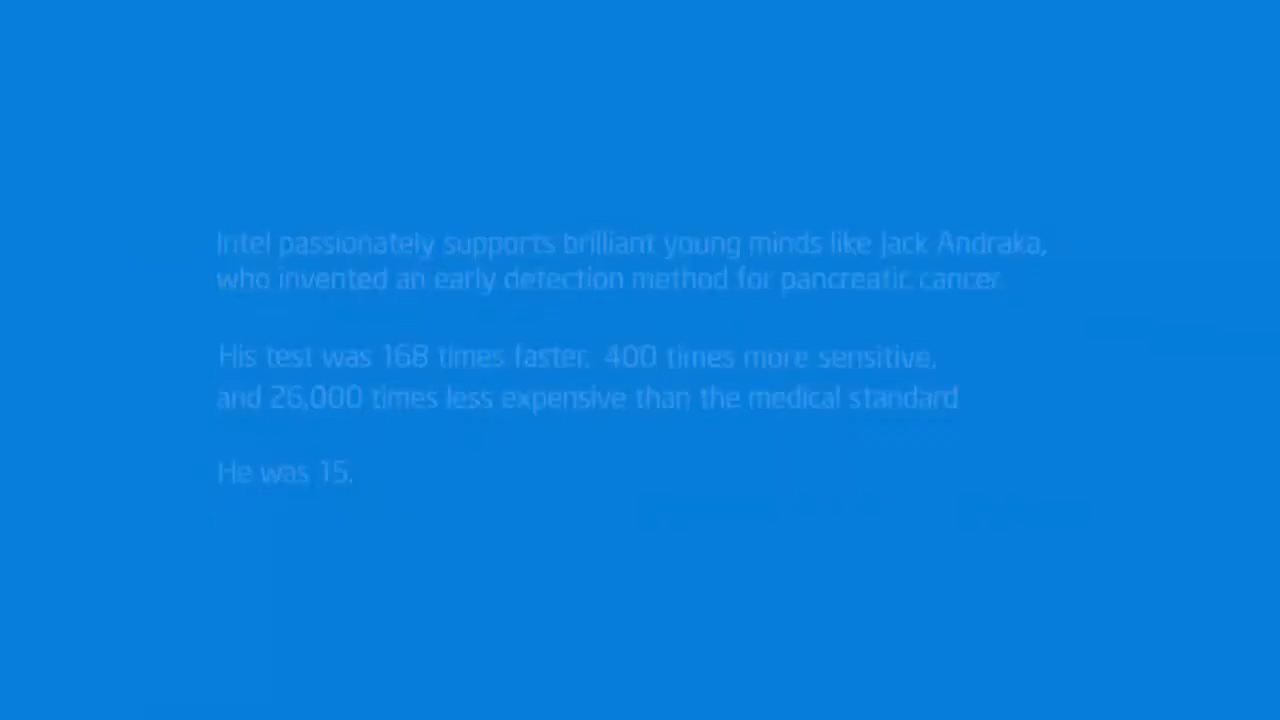 Intel passionately supports brilliant young minds like Jack Andraka,
who invented an early detection method for pancreatic cancer.
His test was 168 times faster, 400 times more sensitive,
and 26,000 times less expensive than the medical standard.
He was 15.